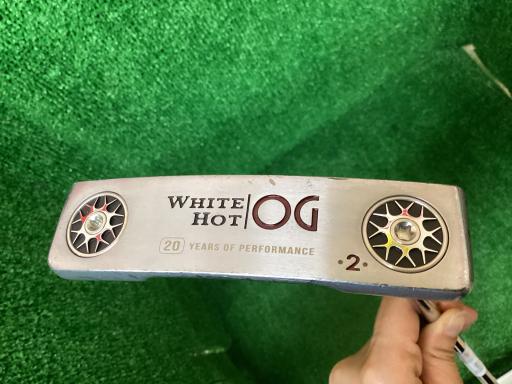 WHITE HOT OG
20 YEARS OF PERFORMANCE
·2·